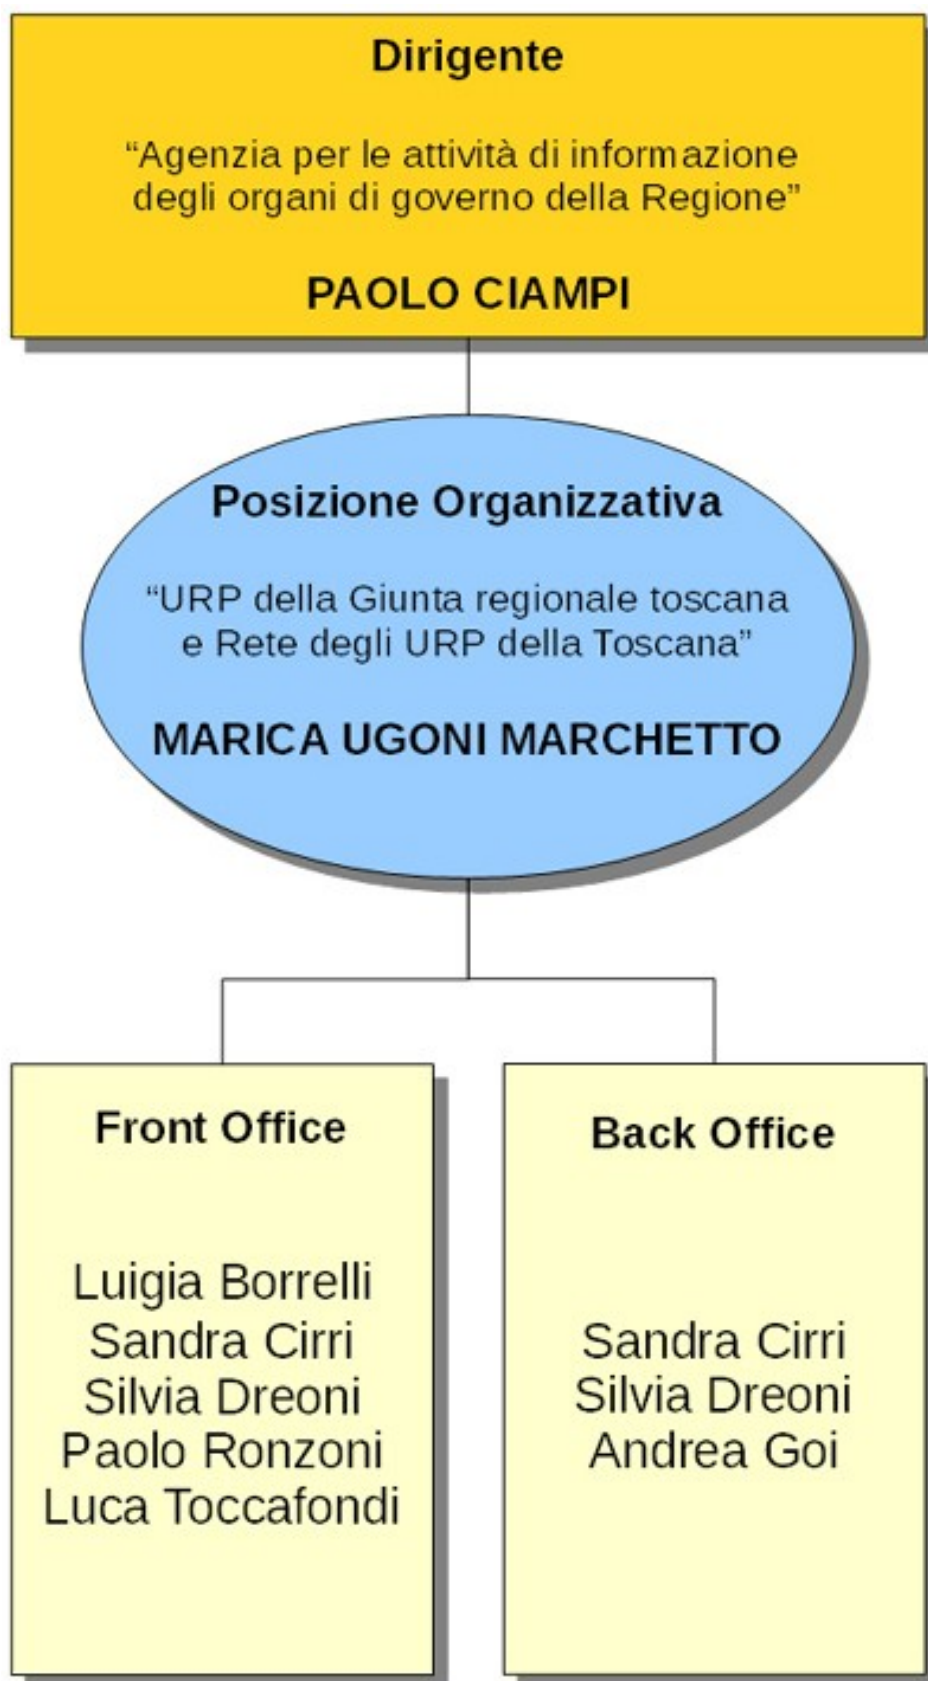 Dirigente
“Agenzia per le attività di informazione
degli organi di governo della Regione”
PAOLO CIAMPI
Posizione Organizzativa
“URP della Giunta regionale toscana
e Rete degli URP della Toscana”
MARICA UGONI MARCHETTO
Front Office
Luigia Borrelli
Sandra Cirri
Silvia Dreoni
Paolo Ronzoni
Luca Toccafondi
Back Office
Sandra Cirri
Silvia Dreoni
Andrea Goi